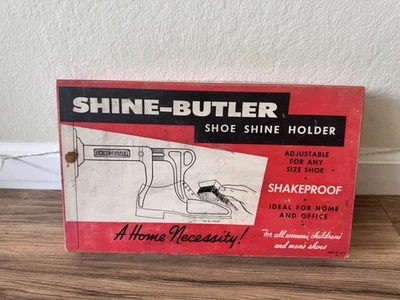 SHINE-BUTLER
SHOE SHINE HOLDER
ADJUSTABLE
FOR ANY
SIZE SHOE
SHAKEPROOF
IDEAL FOR HOME
AND OFFICE
A Home Necessity!
For all women's, children's
and men's shoes